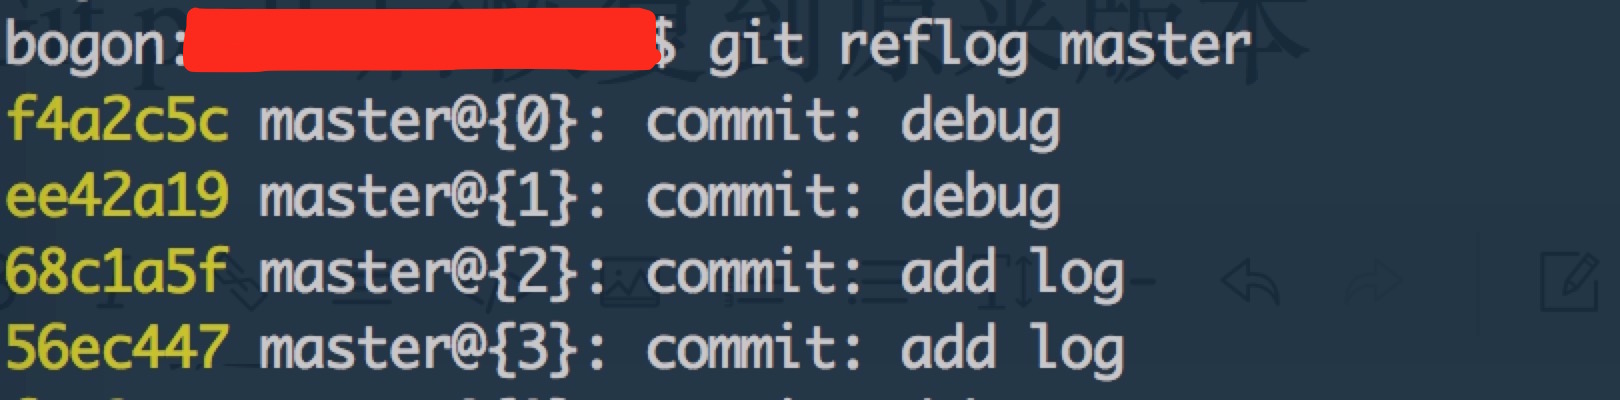 bogon: $ git reflog master
f4a2c5c master@{0}: commit: debug
ee42a19 master@{1}: commit: debug
68c1a5f master@{2}: commit: add log
56ec447 master@{3}: commit: add log